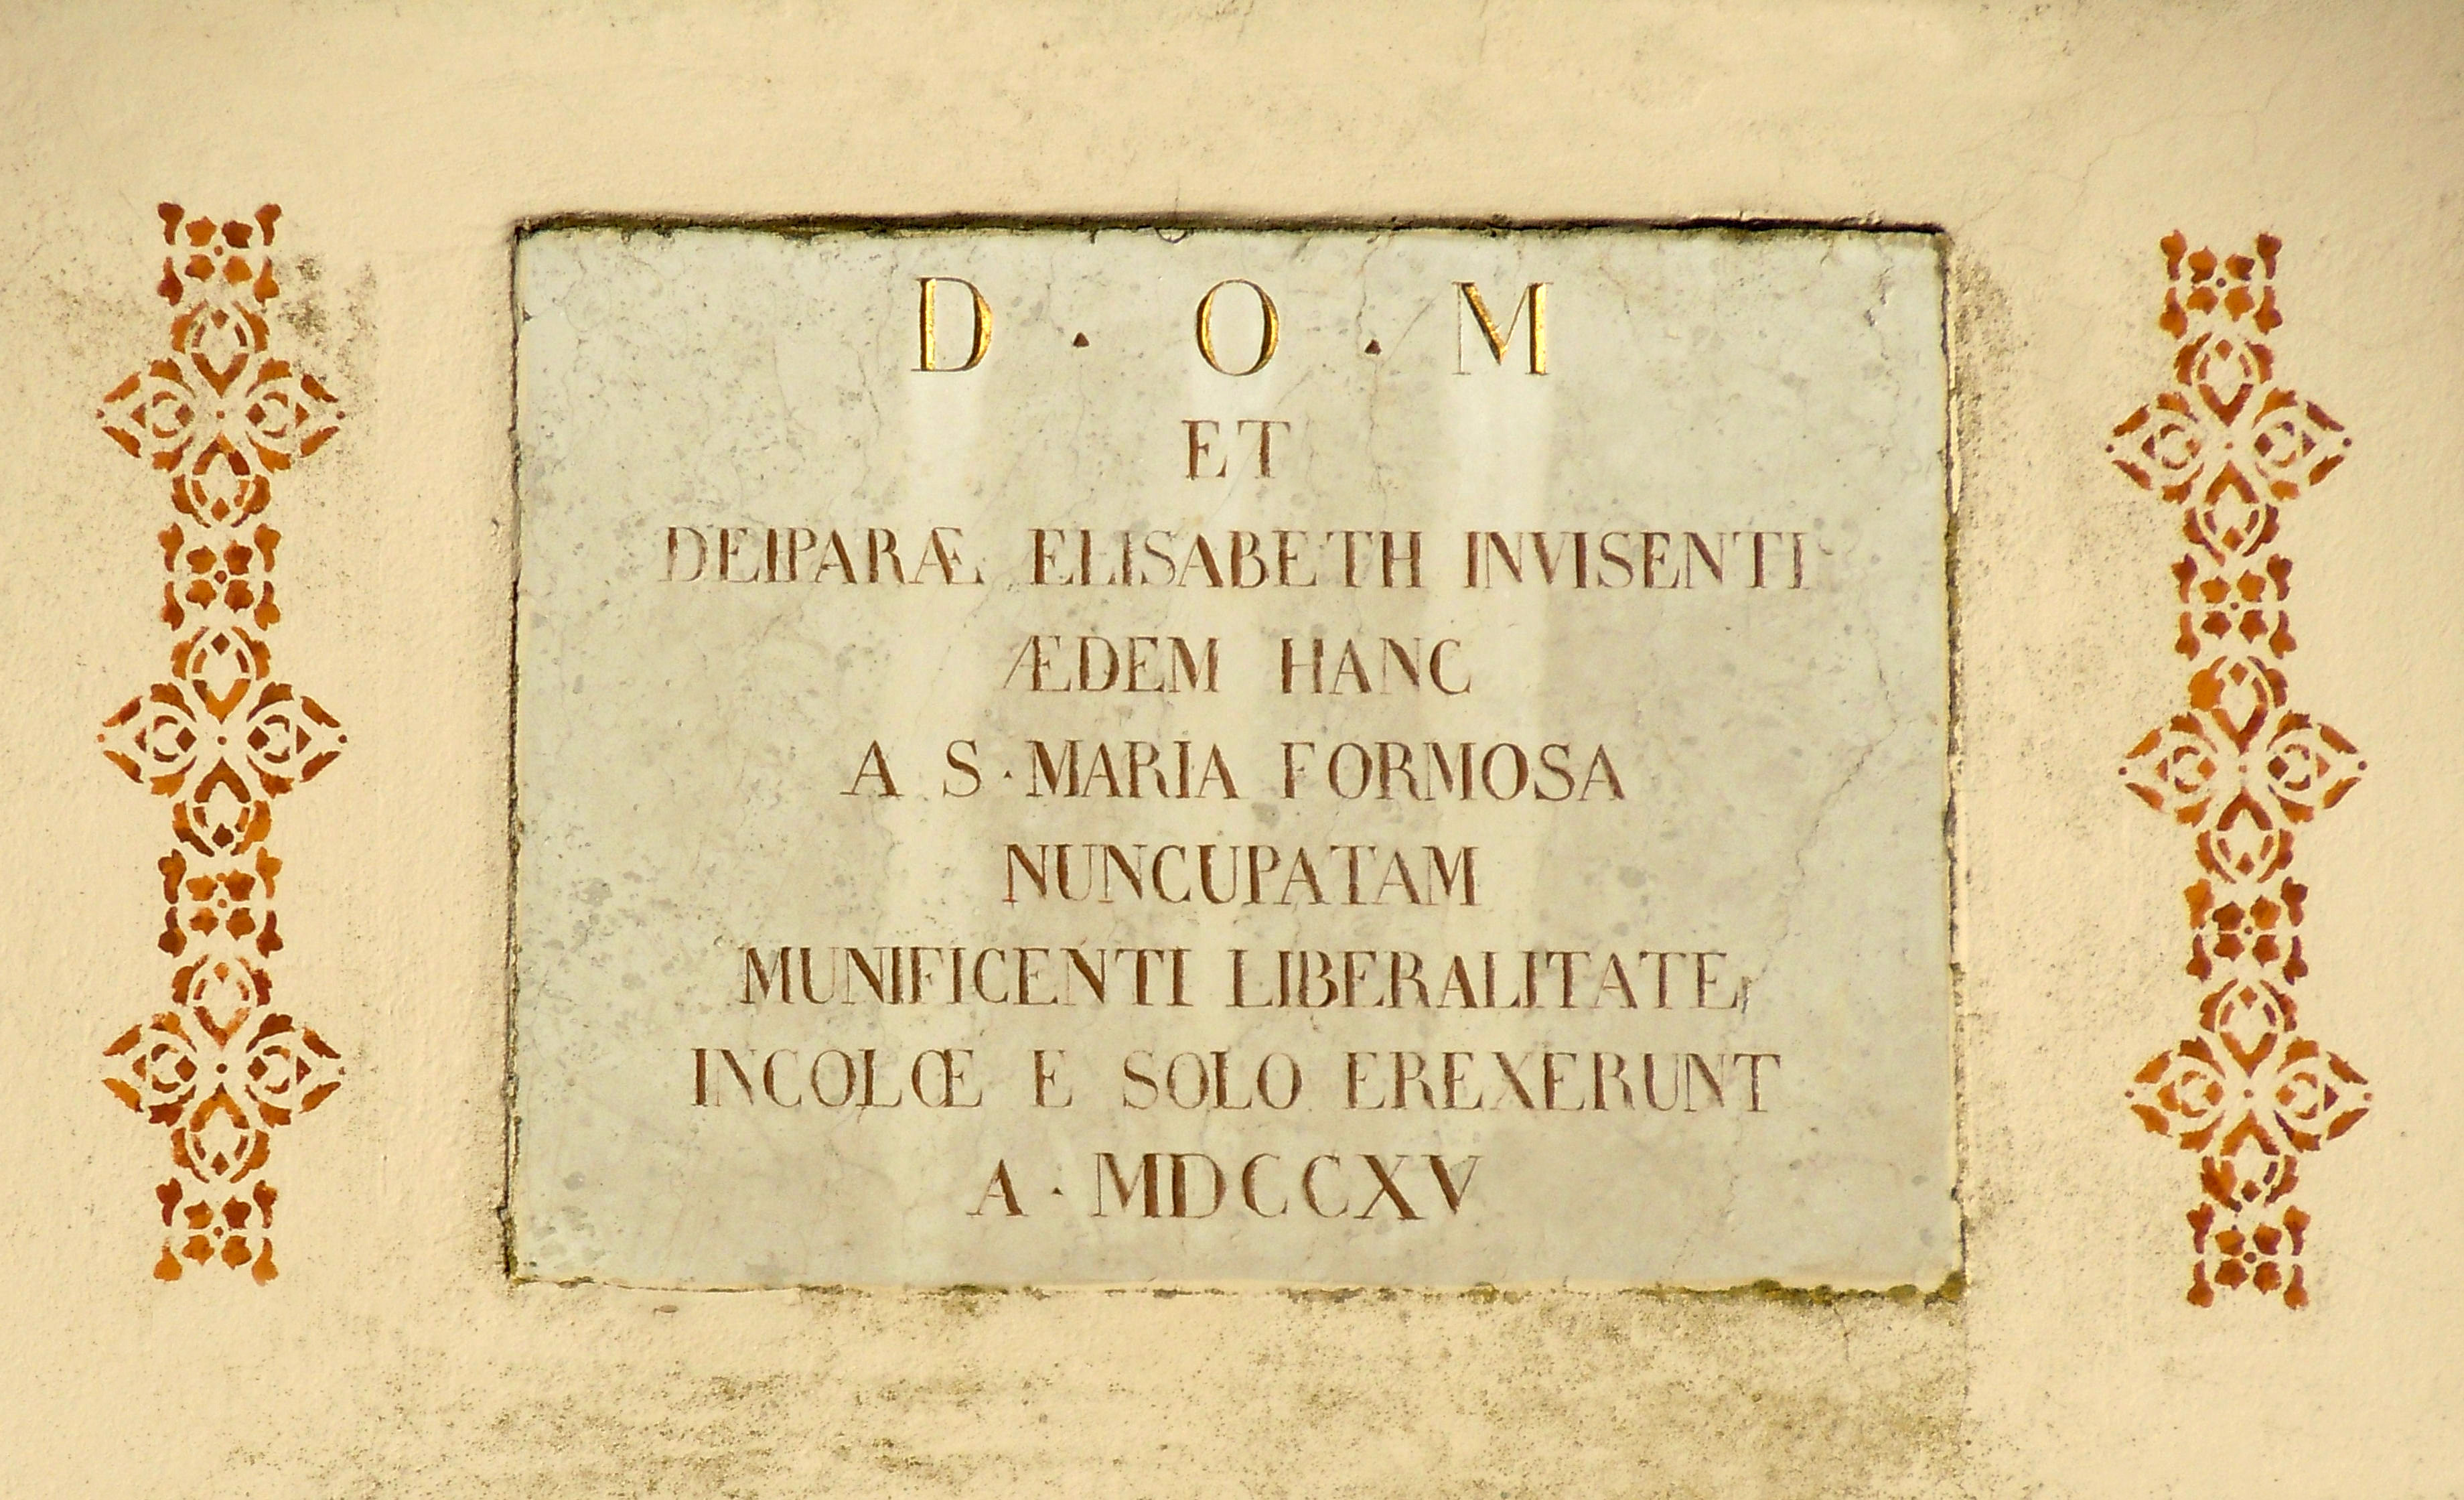 D · O · M
ET
DEIPARÆ ELISABETH INVISENTI
ÆDEM HANC
A S · MARIA FORMOSA
NUNCUPATAM
MUNIFICENTI LIBERALITATE
INCOLŒ E SOLO EREXERUNT
A · MDCCXV